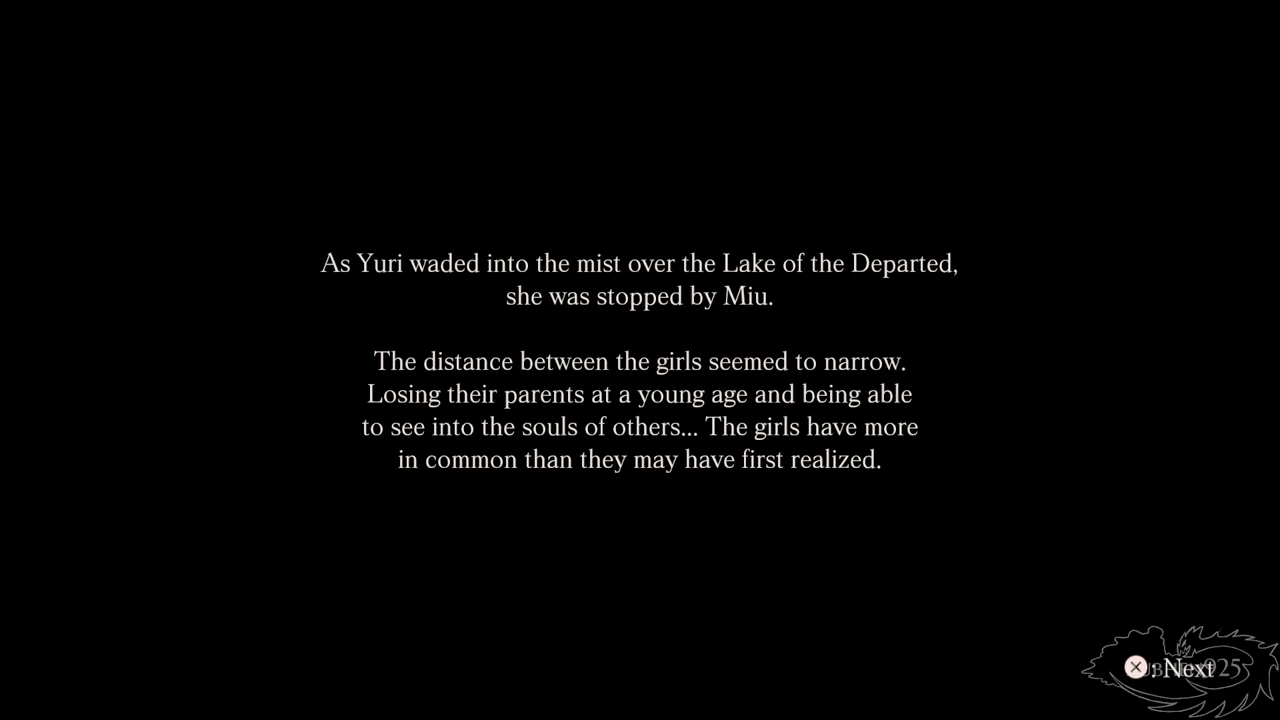 As Yuri waded into the mist over the Lake of the Departed,
she was stopped by Miu.
The distance between the girls seemed to narrow.
Losing their parents at a young age and being able
to see into the souls of others... The girls have more
in common than they may have first realized.
: Next